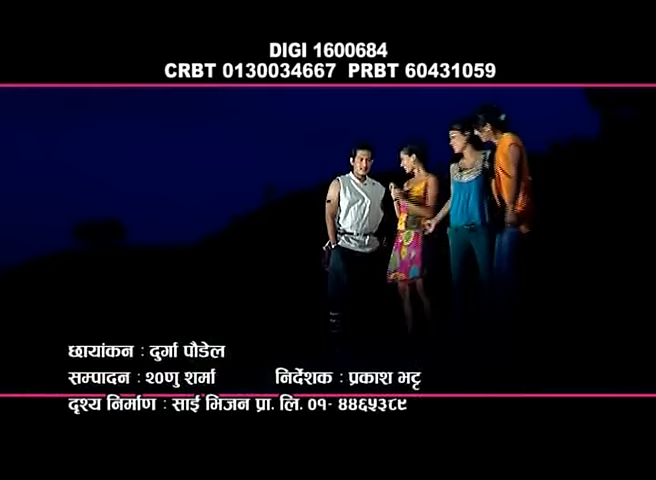 DIGI 1600684
CRBT 0130034667 PRBT 60431059
छायांकन : दुर्गा पौडेल
सम्पादन : २०णु शर्मा निर्देशक : प्रकाश भट्ट
दृश्य निर्माण : साई भिजन प्रा. लि. ०१- ४४६५३८९